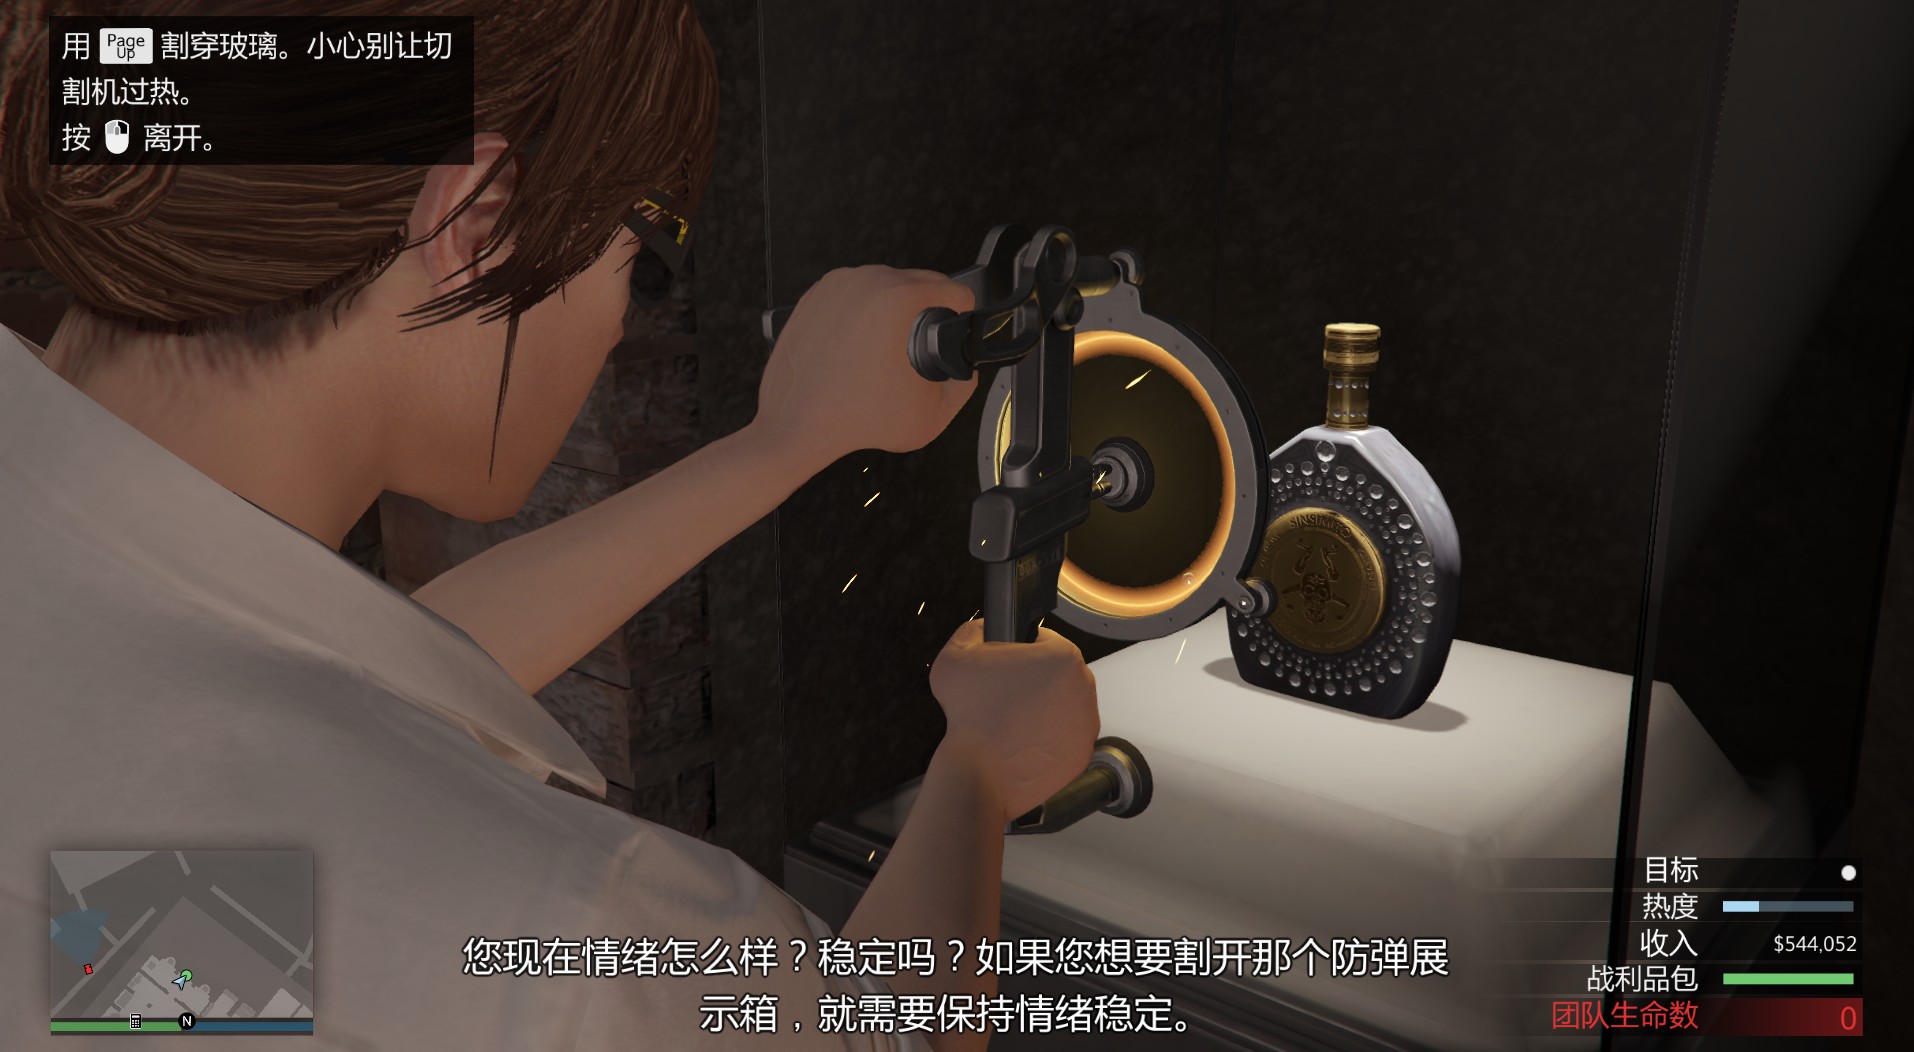 用 Page Up 割穿玻璃。小心别让切
割机过热。
按 离开。
SINSIMITO
N
您现在情绪怎么样？稳定吗？如果您想要割开那个防弹展
示箱，就需要保持情绪稳定。
目标
热度
收入 $544,052
战利品包
团队生命数 0